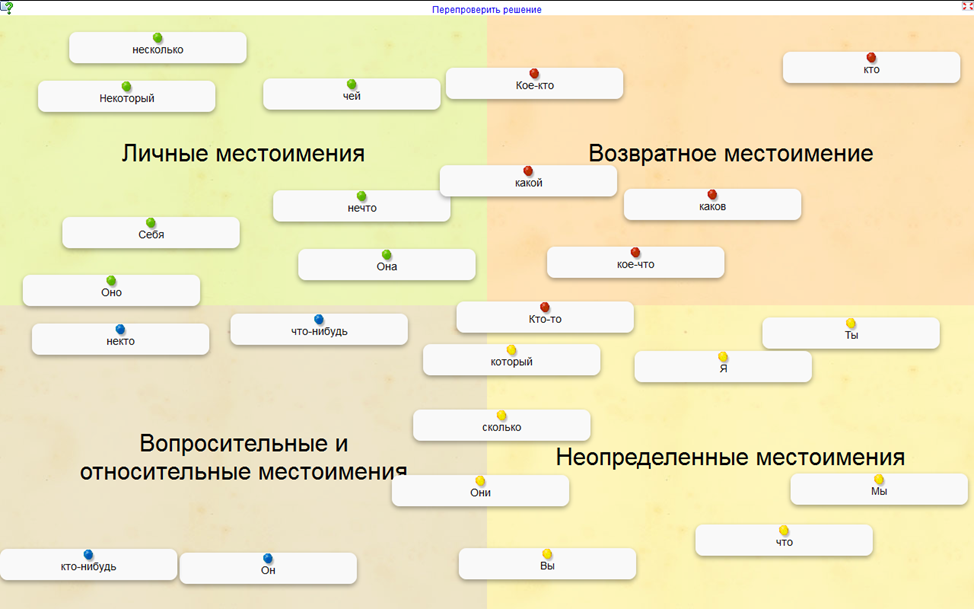 Перепроверить решение
несколько
Некоторый
чей
Кое-кто
кто
Личные местоимения
Возвратное местоимение
какой
каков
нечто
Себя
Она
кое-что
Оно
некто
что-нибудь
Кто-то
Ты
который
Я
сколько
Вопросительные и
относительные местоимения
Неопределенные местоимения
Они
Мы
что
кто-нибудь
Он
Вы